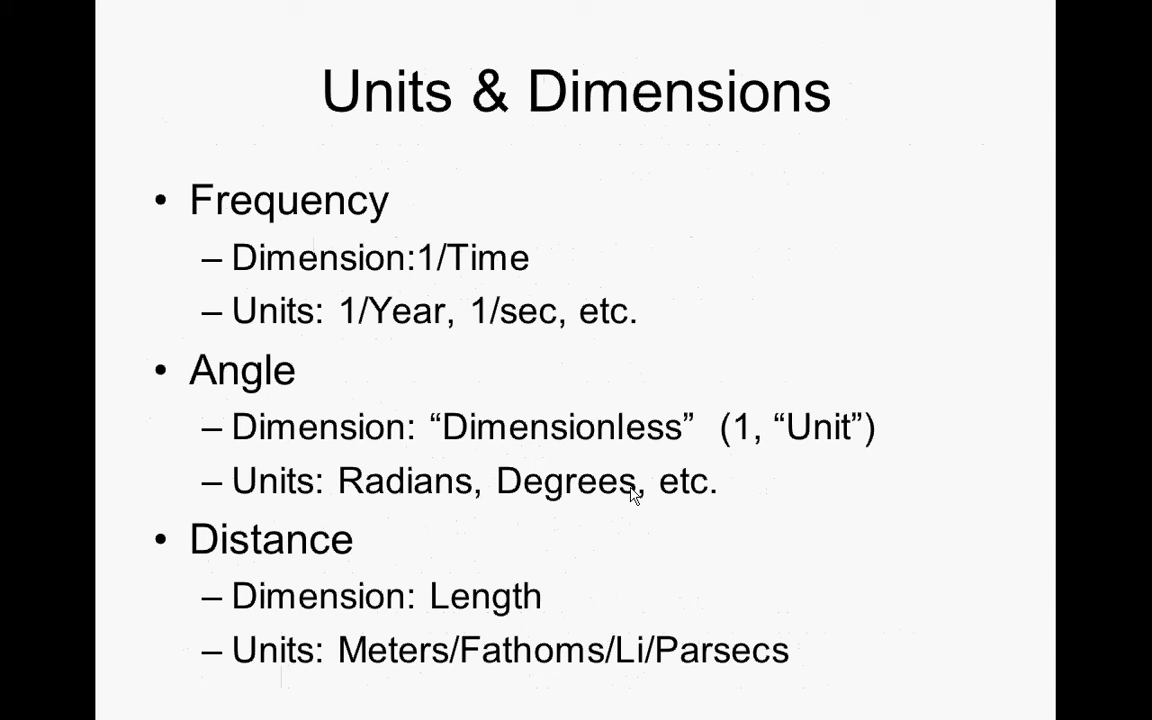 Units & Dimensions
• Frequency
– Dimension:1/Time
– Units: 1/Year, 1/sec, etc.
• Angle
– Dimension: “Dimensionless” (1, “Unit”)
– Units: Radians, Degrees, etc.
• Distance
– Dimension: Length
– Units: Meters/Fathoms/Li/Parsecs